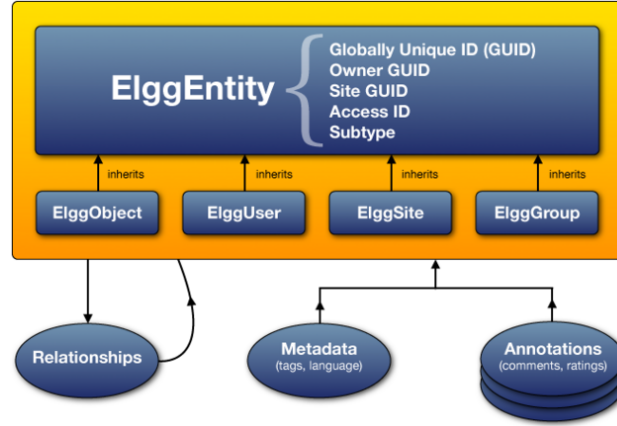 ElggEntity
Globally Unique ID (GUID)
Owner GUID
Site GUID
Access ID
Subtype
inherits
inherits
inherits
inherits
ElggObject
ElggUser
ElggSite
ElggGroup
Relationships
Metadata
(tags, language)
Annotations
(comments, ratings)